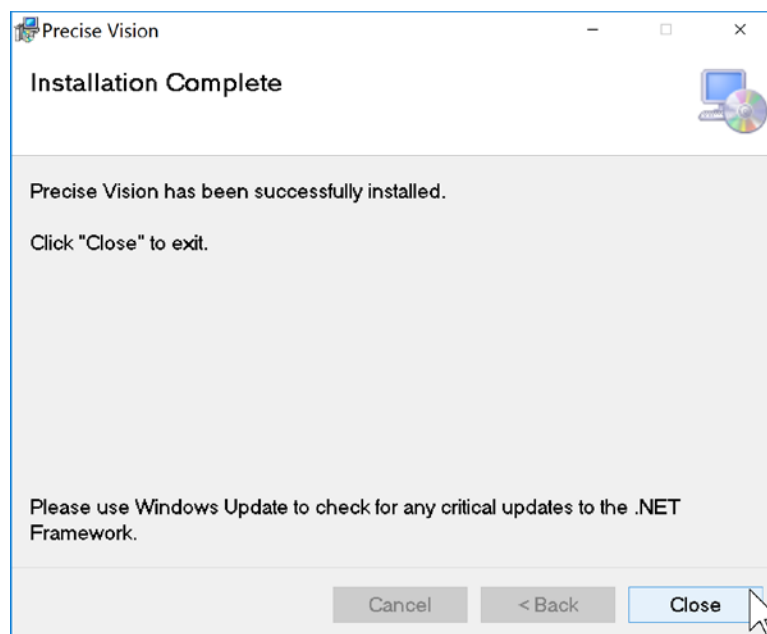 Precise Vision
Installation Complete
Precise Vision has been successfully installed.
Click "Close" to exit.
Please use Windows Update to check for any critical updates to the .NET
Framework.
Cancel
< Back
Close